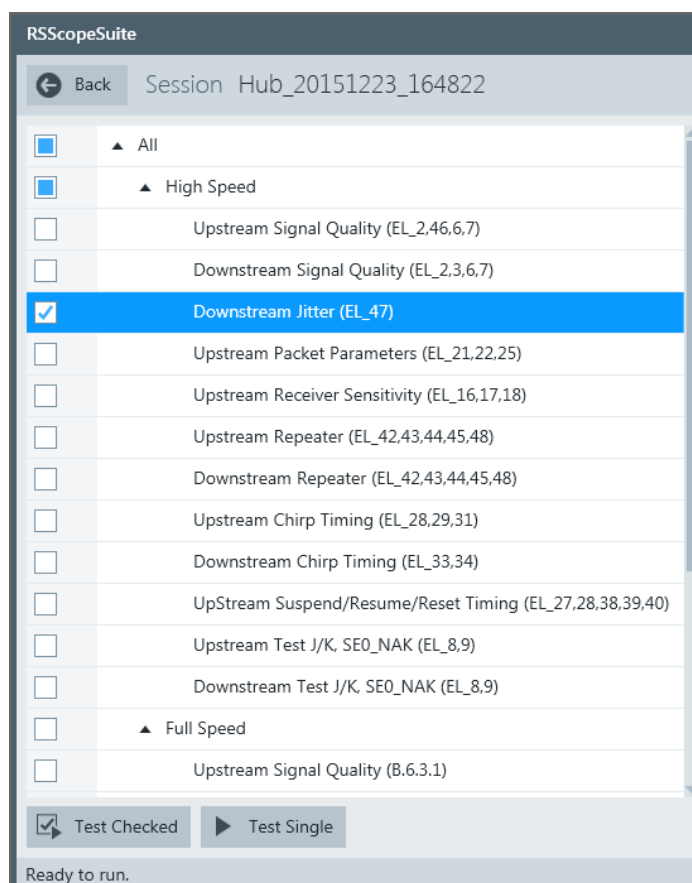 RSScopeSuite
Back Session Hub_20151223_164822
All
High Speed
Upstream Signal Quality (EL_2,46,6,7)
Downstream Signal Quality (EL_2,3,6,7)
Downstream Jitter (EL_47)
Upstream Packet Parameters (EL_21,22,25)
Upstream Receiver Sensitivity (EL_16,17,18)
Upstream Repeater (EL_42,43,44,45,48)
Downstream Repeater (EL_42,43,44,45,48)
Upstream Chirp Timing (EL_28,29,31)
Downstream Chirp Timing (EL_33,34)
UpStream Suspend/Resume/Reset Timing (EL_27,28,38,39,40)
Upstream Test J/K, SE0_NAK (EL_8,9)
Downstream Test J/K, SE0_NAK (EL_8,9)
Full Speed
Upstream Signal Quality (B.6.3.1)
Test Checked Test Single
Ready to run.